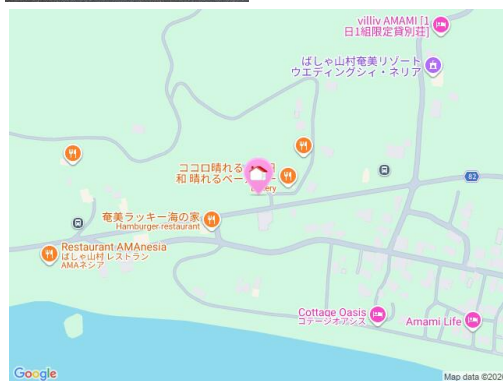 villiv AMAMI [1
日1組限定貸別荘]
ばしゃ山村奄美リゾート
ウエディングシィ・ネリア
ココロ晴れる
和 晴れるベー
ery
82
奄美ラッキー海の家
Hamburger restaurant
Restaurant AMAnesia
ばしゃ山村 レストラン
AMAネシア
Cottage Oasis
コテージオアシス
Amami Life
Google
Map data ©2026